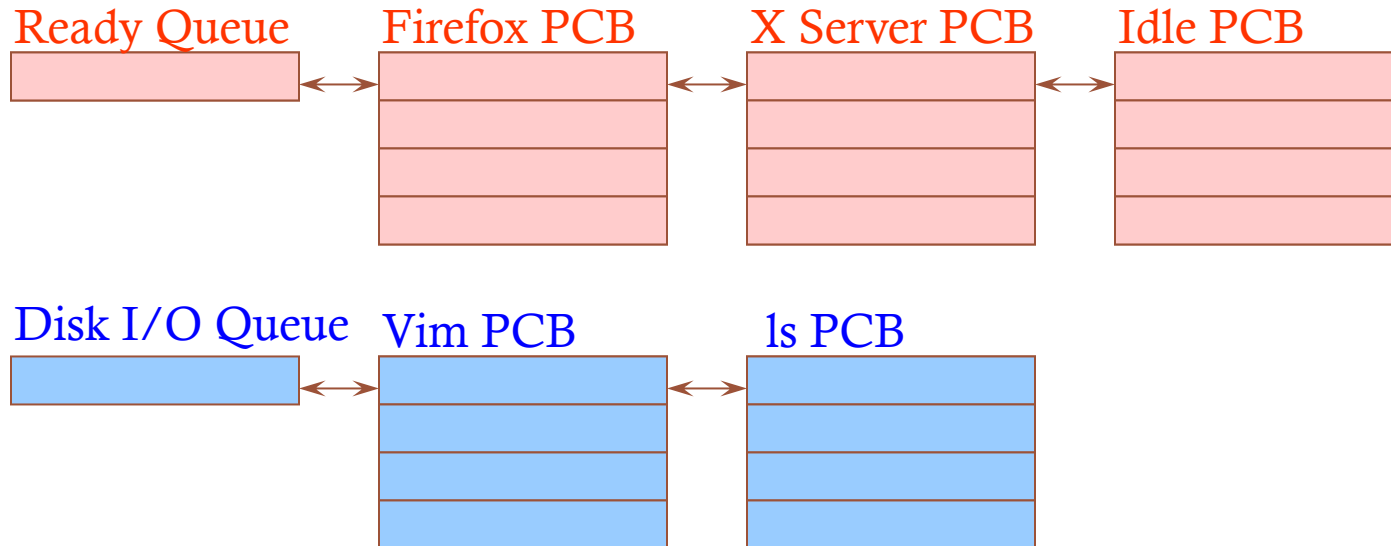 Ready Queue Firefox PCB X Server PCB Idle PCB
Disk I/O Queue Vim PCB ls PCB